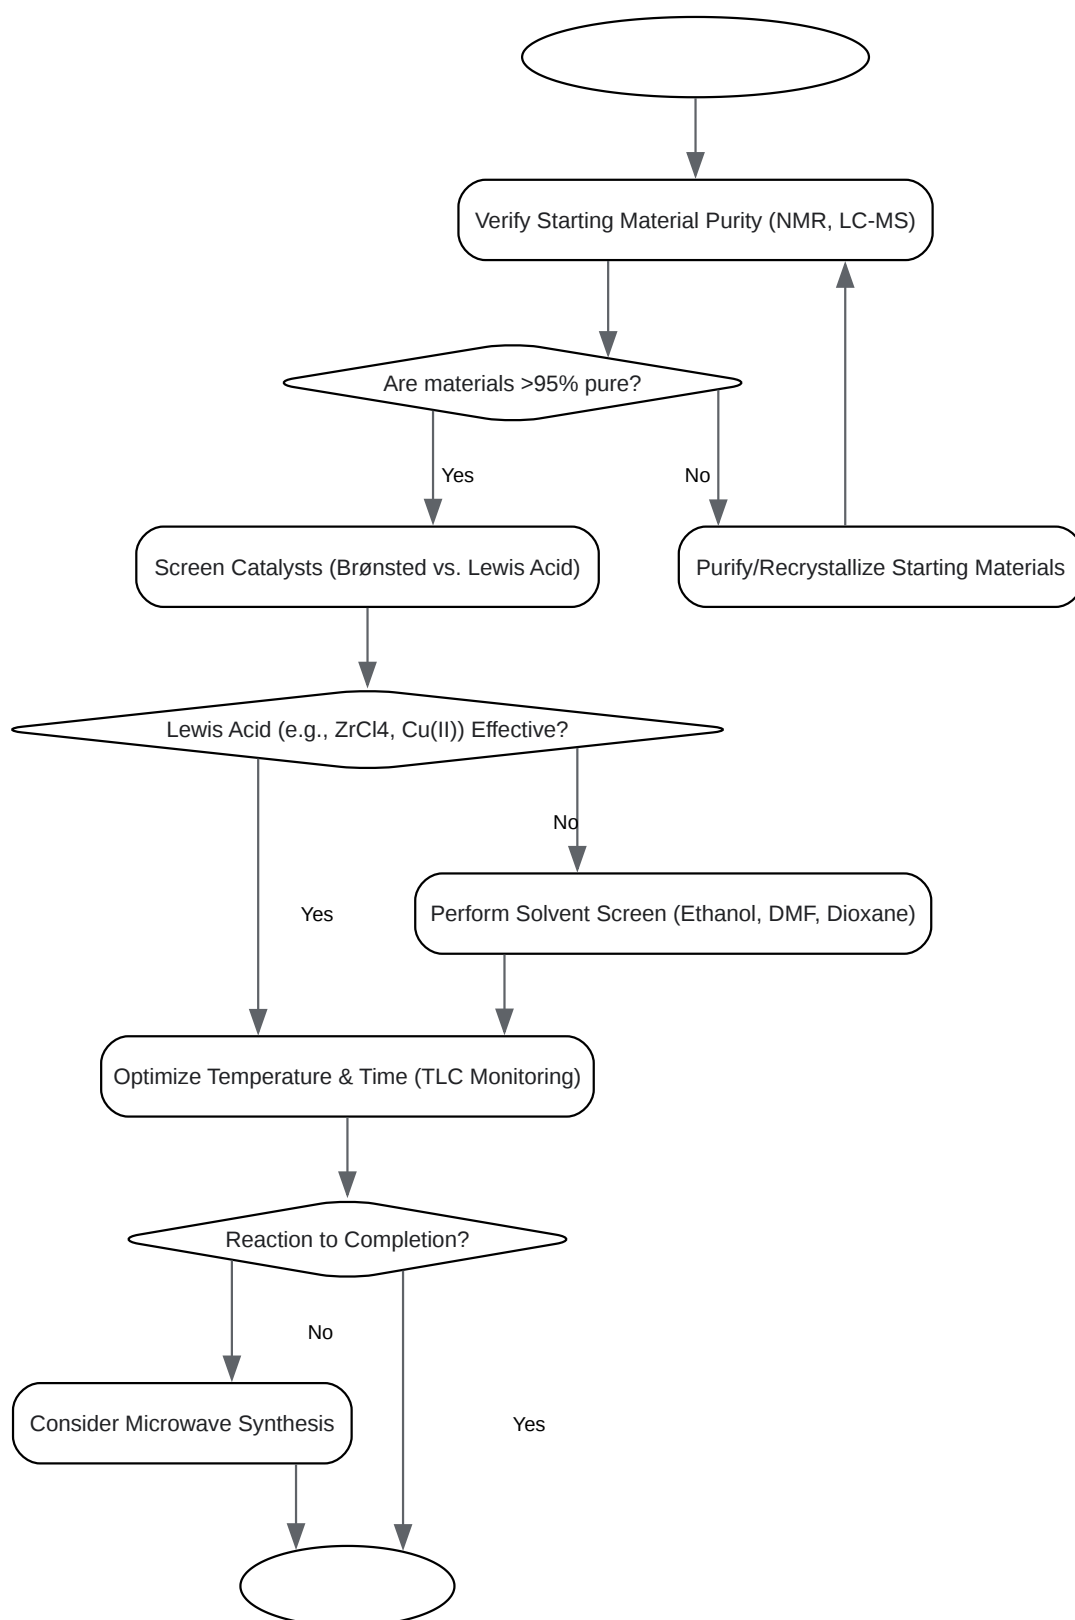 Verify Starting Material Purity (NMR, LC-MS)
Are materials >95% pure?
Yes
No
Screen Catalysts (Brønsted vs. Lewis Acid)
Purify/Recrystallize Starting Materials
Lewis Acid (e.g., ZrCl4, Cu(II)) Effective?
No
Yes
Perform Solvent Screen (Ethanol, DMF, Dioxane)
Optimize Temperature & Time (TLC Monitoring)
Reaction to Completion?
No
Consider Microwave Synthesis
Yes